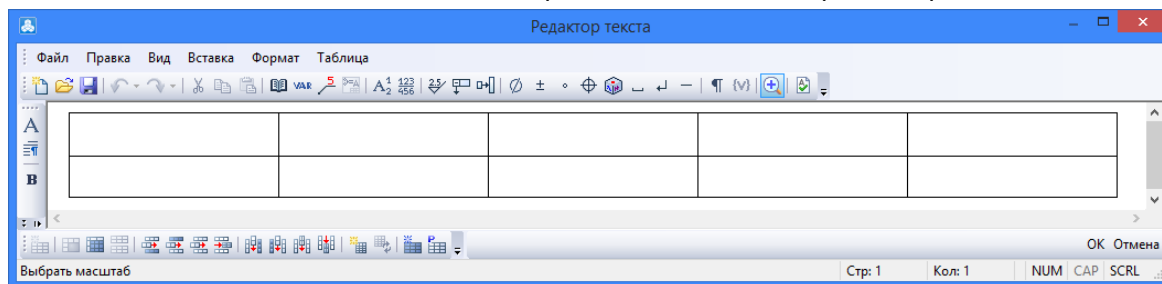 Редактор текста
Файл Правка Вид Вставка Формат Таблица
VAR
ОК Отмена
Выбрать масштаб Стр: 1 Кол: 1 NUM CAP SCRL